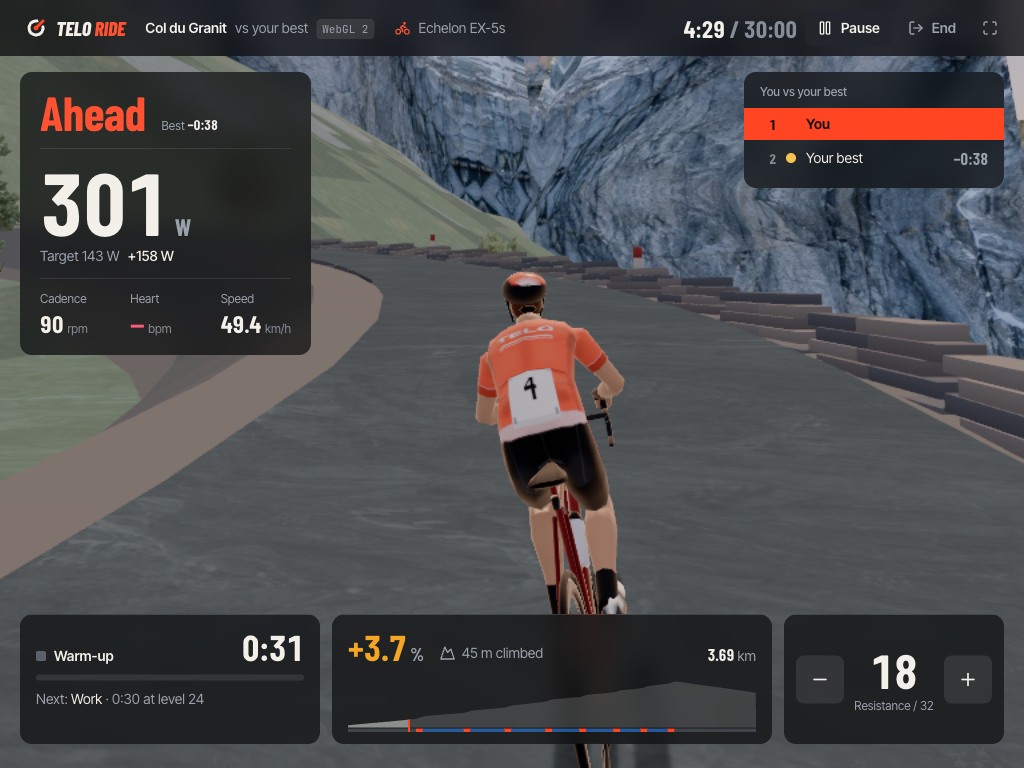 TELO RIDE Col du Granit vs your best WebGL 2 Echelon EX-5s 4:29 / 30:00 Pause End
Ahead Best −0:38
301 W
Target 143 W +158 W
Cadence Heart Speed
90 rpm – bpm 49.4 km/h
You vs your best
1 You
2 Your best −0:38
TELO
4
Warm-up 0:31
Next: Work · 0:30 at level 24
+3.7 % 45 m climbed 3.69 km
− 18 +
Resistance / 32